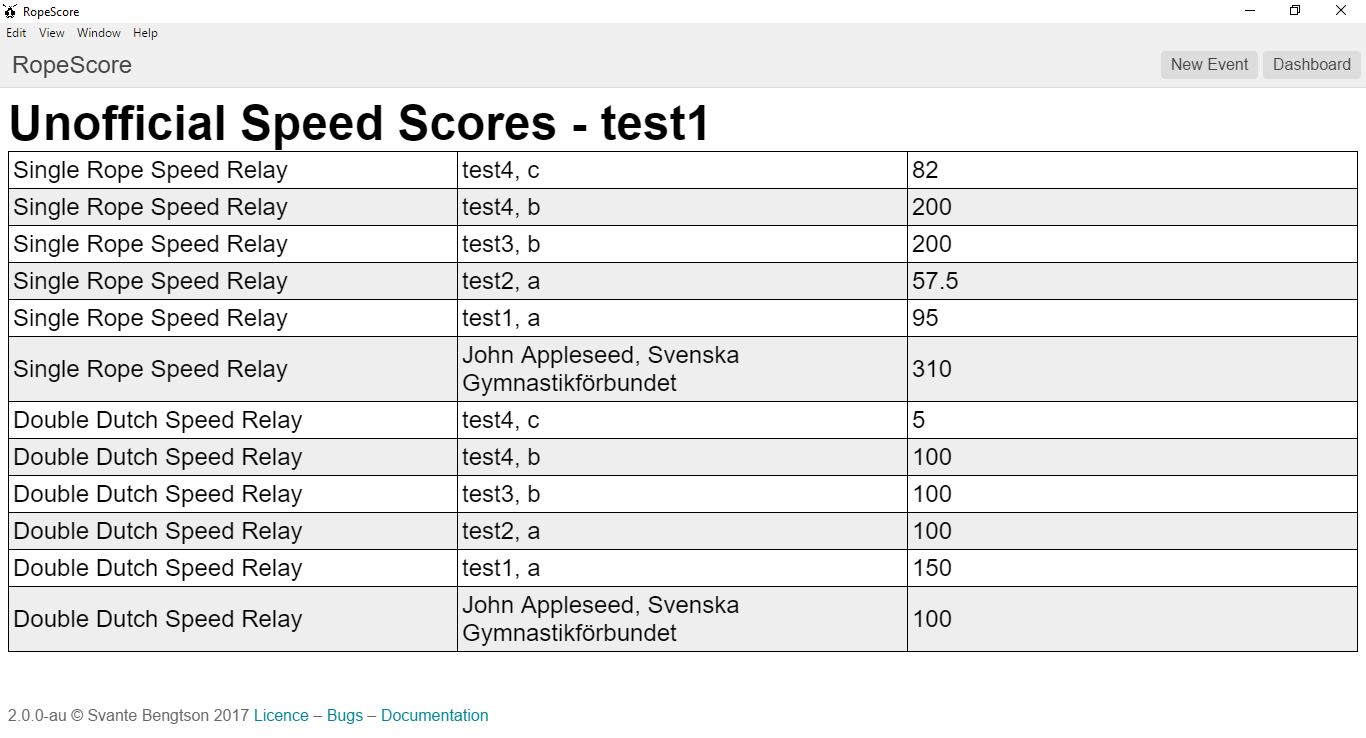 RopeScore
Edit View Window Help
RopeScore New Event Dashboard
Unofficial Speed Scores - test1
Single Rope Speed Relay test4, c 82
Single Rope Speed Relay test4, b 200
Single Rope Speed Relay test3, b 200
Single Rope Speed Relay test2, a 57.5
Single Rope Speed Relay test1, a 95
Single Rope Speed Relay John Appleseed, Svenska
Gymnastikförbundet 310
Double Dutch Speed Relay test4, c 5
Double Dutch Speed Relay test4, b 100
Double Dutch Speed Relay test3, b 100
Double Dutch Speed Relay test2, a 100
Double Dutch Speed Relay test1, a 150
Double Dutch Speed Relay John Appleseed, Svenska
Gymnastikförbundet 100
2.0.0-au © Svante Bengtson 2017 Licence – Bugs – Documentation